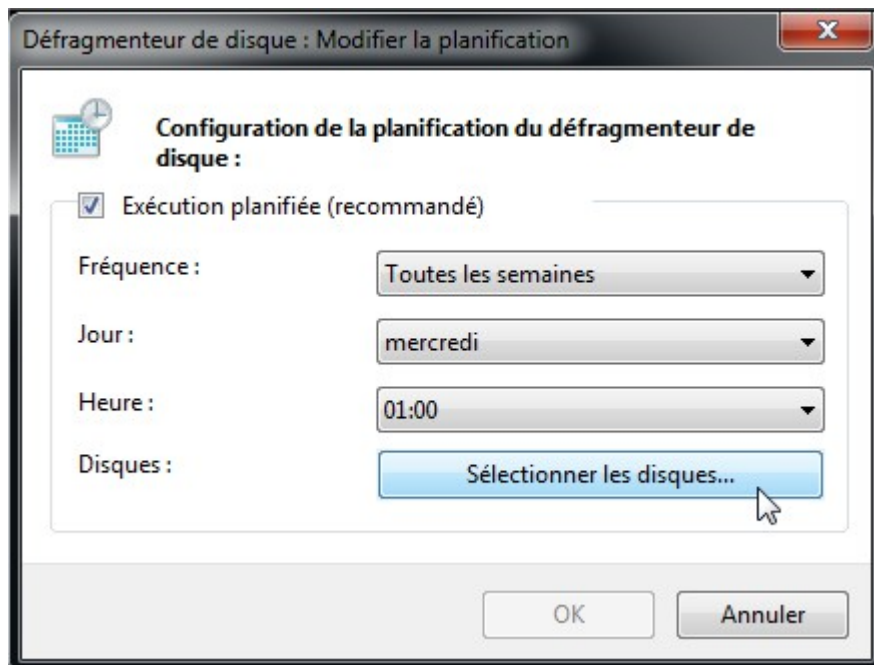 Défragmenteur de disque : Modifier la planification
Configuration de la planification du défragmenteur de
disque :
Exécution planifiée (recommandé)
Fréquence :
Toutes les semaines
Jour :
mercredi
Heure :
01:00
Disques :
Sélectionner les disques...
OK
Annuler